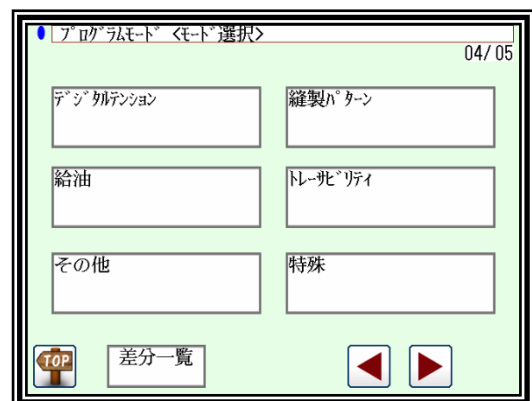 ﾌﾟﾛｸﾞﾗﾑﾓｰﾄﾞ <ﾓｰﾄﾞ選択>
04/05
ﾃﾞｼﾞﾀﾙﾃﾝｼｮﾝ
縫製ﾊﾟﾀｰﾝ
給油
ﾄﾚｰｻﾋﾞﾘﾃｨ
その他
特殊
TOP
差分一覧